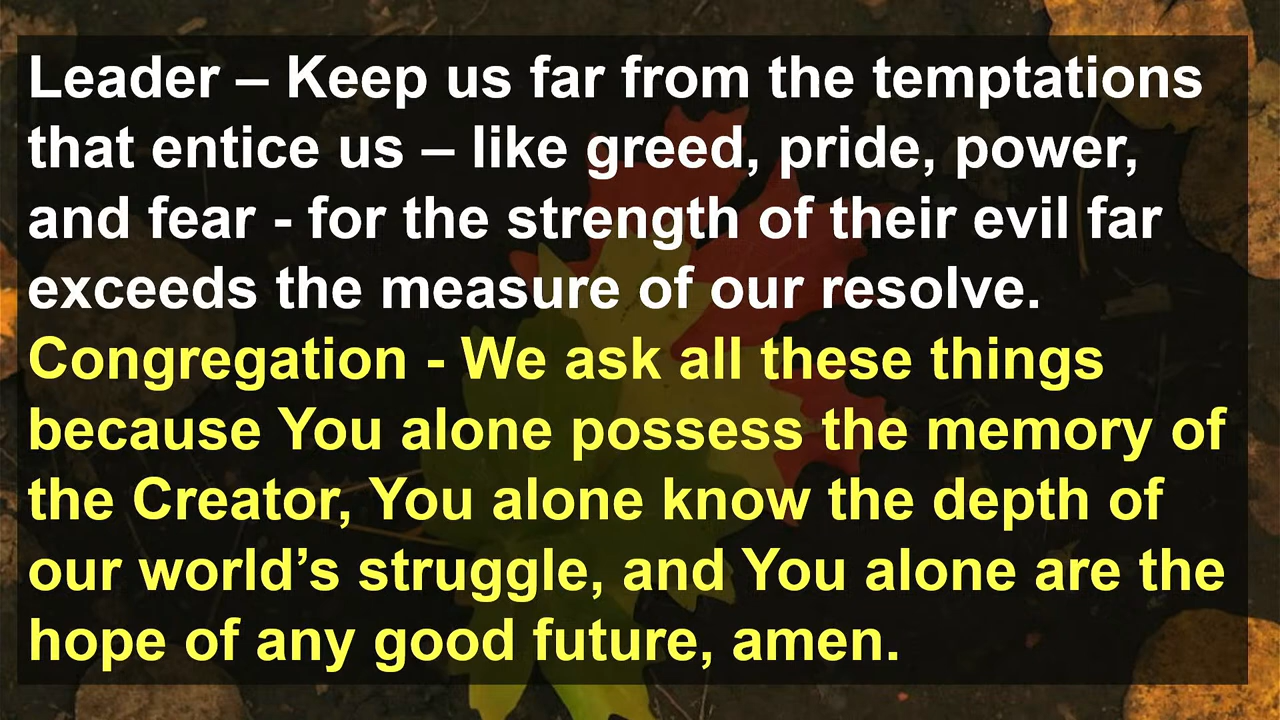 Leader – Keep us far from the temptations
that entice us – like greed, pride, power,
and fear - for the strength of their evil far
exceeds the measure of our resolve.
Congregation - We ask all these things
because You alone possess the memory of
the Creator, You alone know the depth of
our world’s struggle, and You alone are the
hope of any good future, amen.